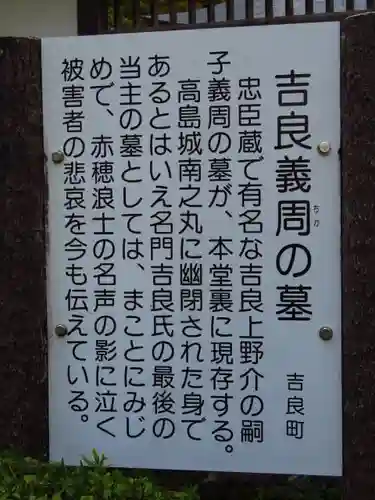 吉良義周の墓
ちか
吉良町
忠臣蔵で有名な吉良上野介の嗣
子義周の墓が、本堂裏に現存する。
高島城南之丸に幽閉された身で
あるとはいえ名門吉良氏の最後の
当主の墓としては、まことにみじ
めで、赤穂浪士の名声の影に泣く
被害者の悲哀を今も伝えている。